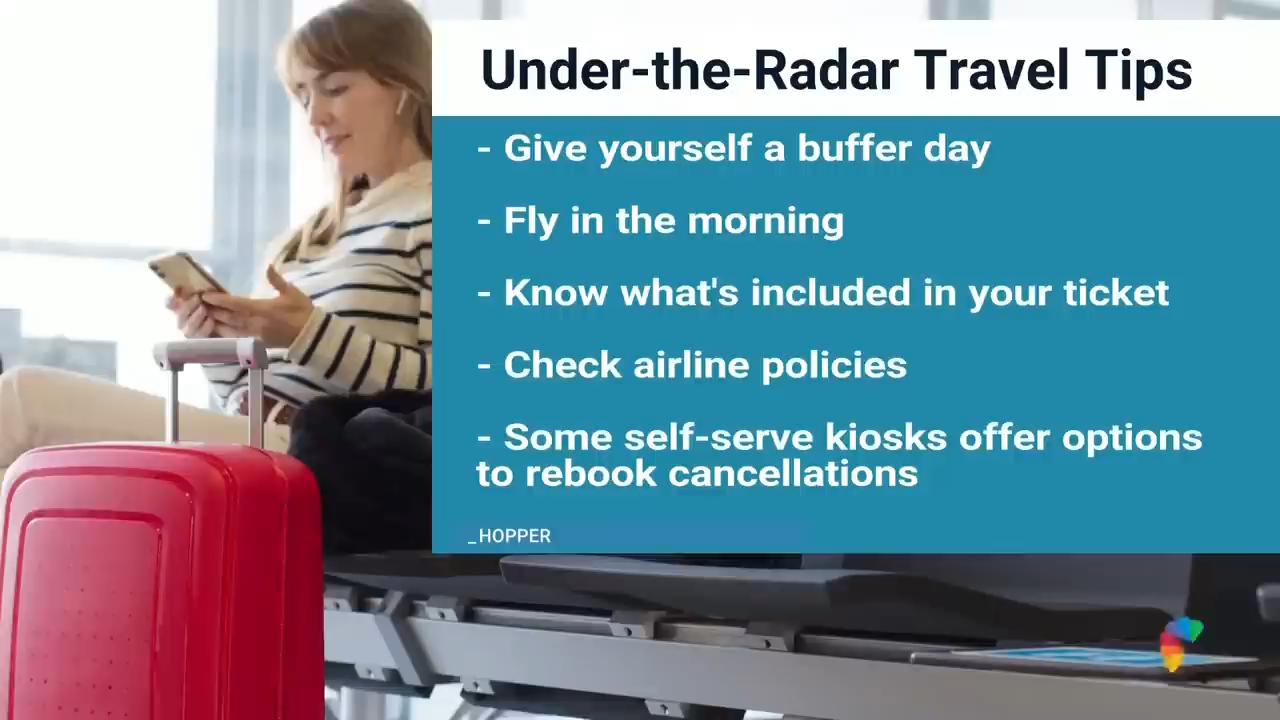 Under-the-Radar Travel Tips
- Give yourself a buffer day
- Fly in the morning
- Know what's included in your ticket
- Check airline policies
- Some self-serve kiosks offer options
to rebook cancellations
_HOPPER